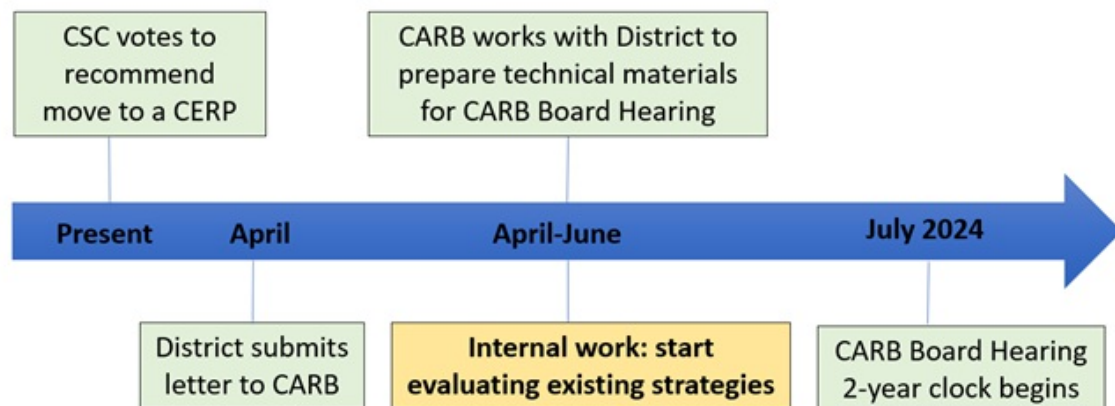 CSC votes to
recommend
move to a CERP
CARB works with District to
prepare technical materials
for CARB Board Hearing
Present
April
April-June
July 2024
District submits
letter to CARB
Internal work: start
evaluating existing strategies
CARB Board Hearing
2-year clock begins